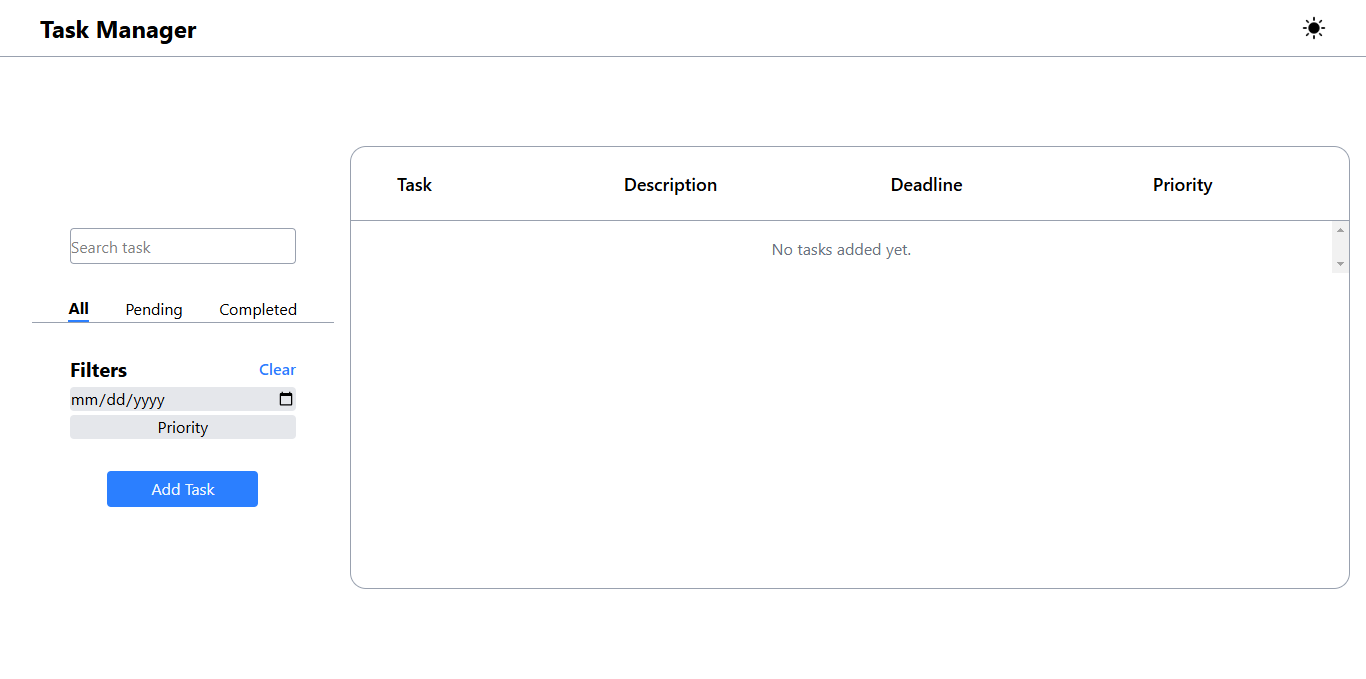 Task Manager
Search task
All Pending Completed
Filters Clear
mm/dd/yyyy
Priority
Add Task
Task Description Deadline Priority
No tasks added yet.